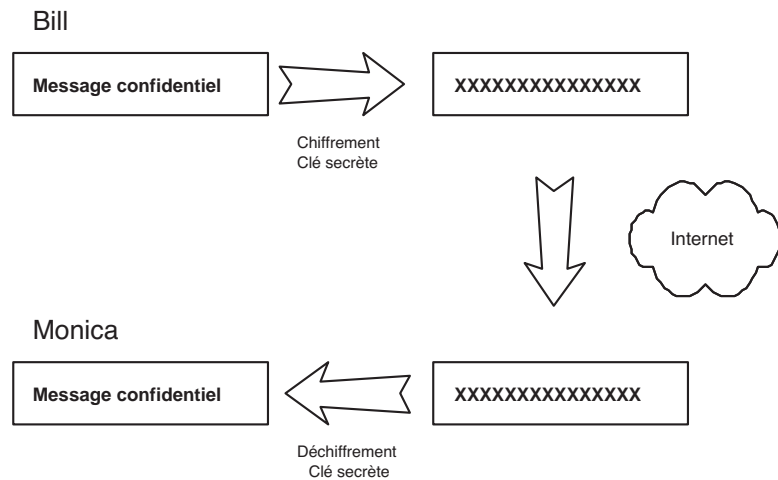 Bill
Message confidentiel
XXXXXXXXXXXXXXX
Chiffrement
Clé secrète
Internet
Monica
Message confidentiel
XXXXXXXXXXXXXXX
Déchiffrement
Clé secrète